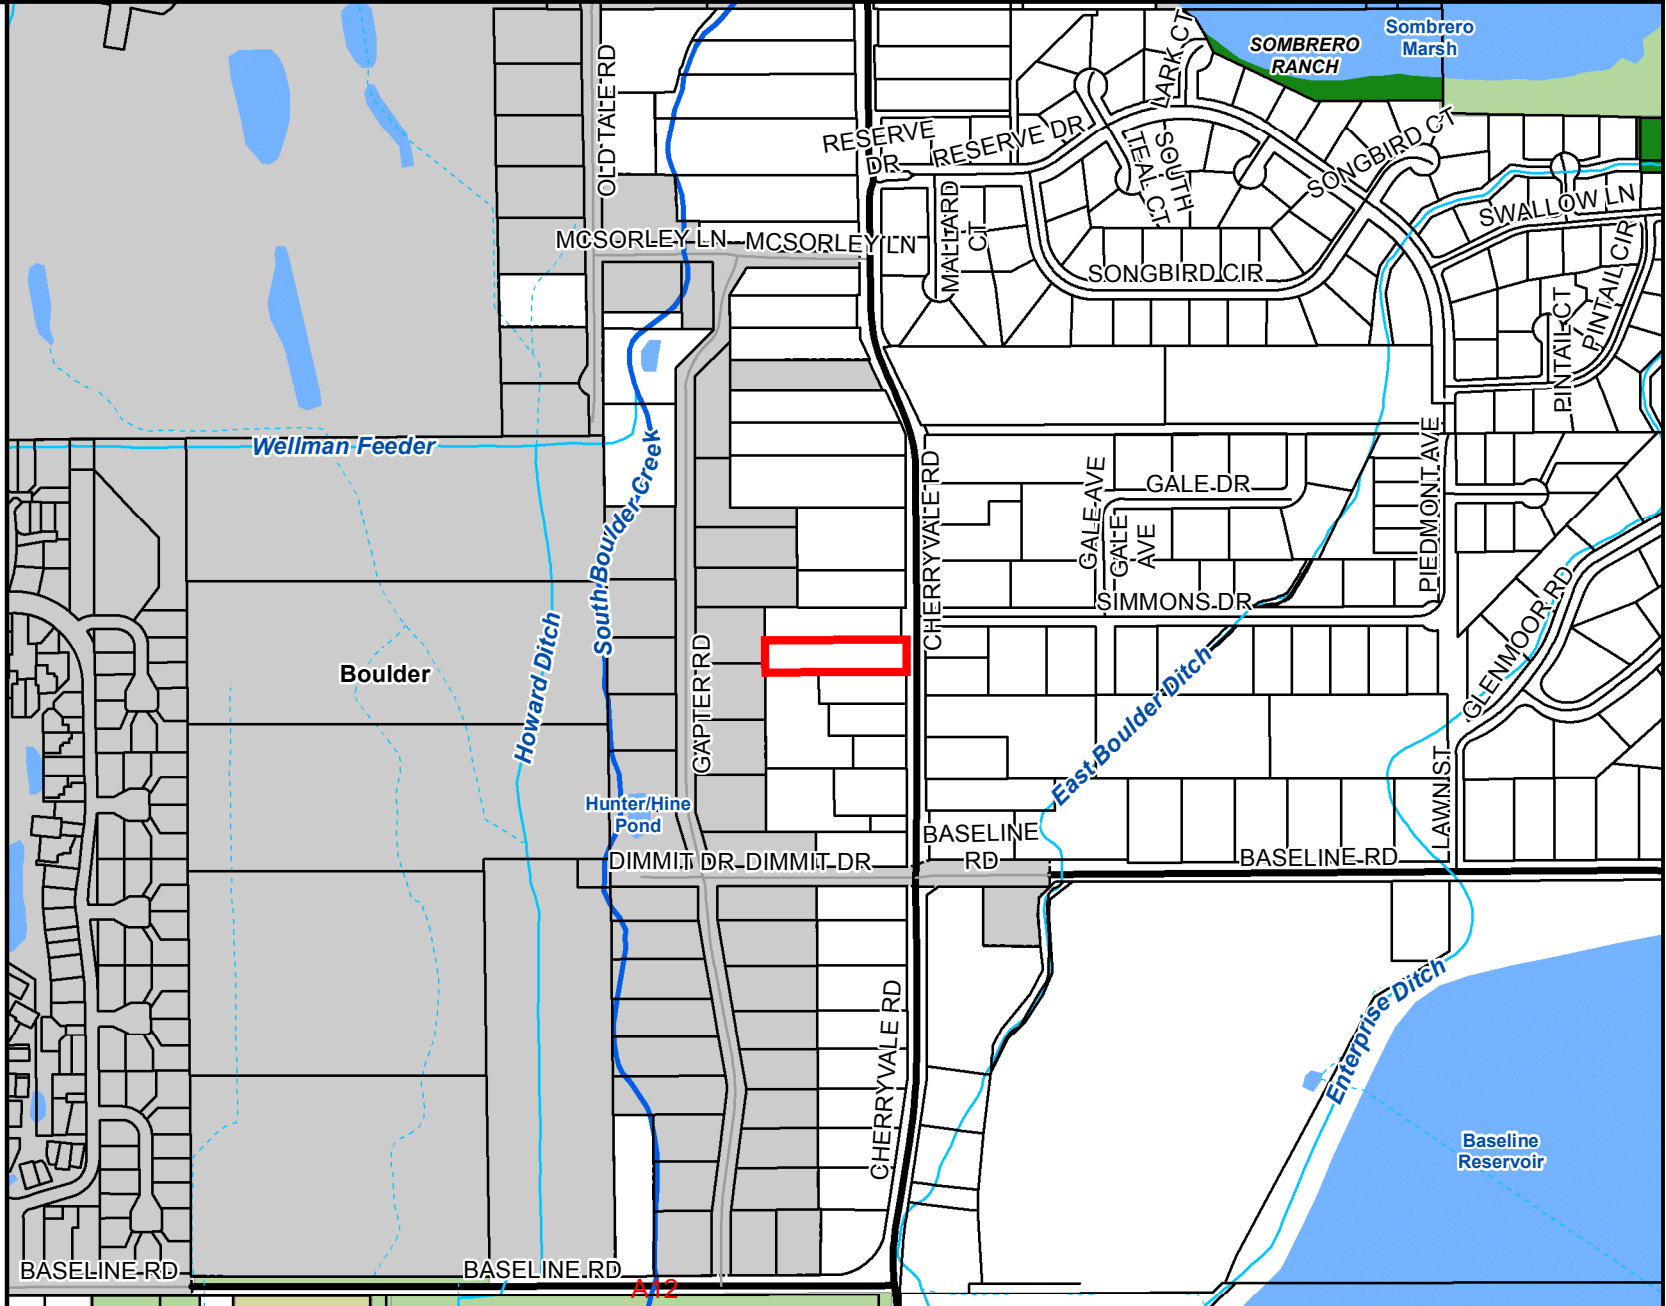 Sombrero
Marsh
SOMBRERO
RANCH
LARK CT
OLD TALE RD
RESERVE
DR
RESERVE DR
SOUTH
TEAL CT
SONGBIRD CT
SWALLOW LN
MALLARD
CT
MCSORLEY LN
MCSORLEY LN
SONGBIRD CIR
PINTAIL CIR
PINTAIL CT
Wellman Feeder
South Boulder Creek
CHERRYVALE RD
GALE AVE
GALE DR
GALE
AVE
PIEDMONT AVE
SIMMONS DR
GLENMOOR RD
Boulder
Howard Ditch
GAPTER RD
East Boulder Ditch
LAWN ST
Hunter/Hine
Pond
DIMMIT DR
DIMMIT DR
BASELINE
RD
BASELINE RD
CHERRYVALE RD
Enterprise Ditch
Baseline
Reservoir
BASELINE RD
BASELINE RD
A12